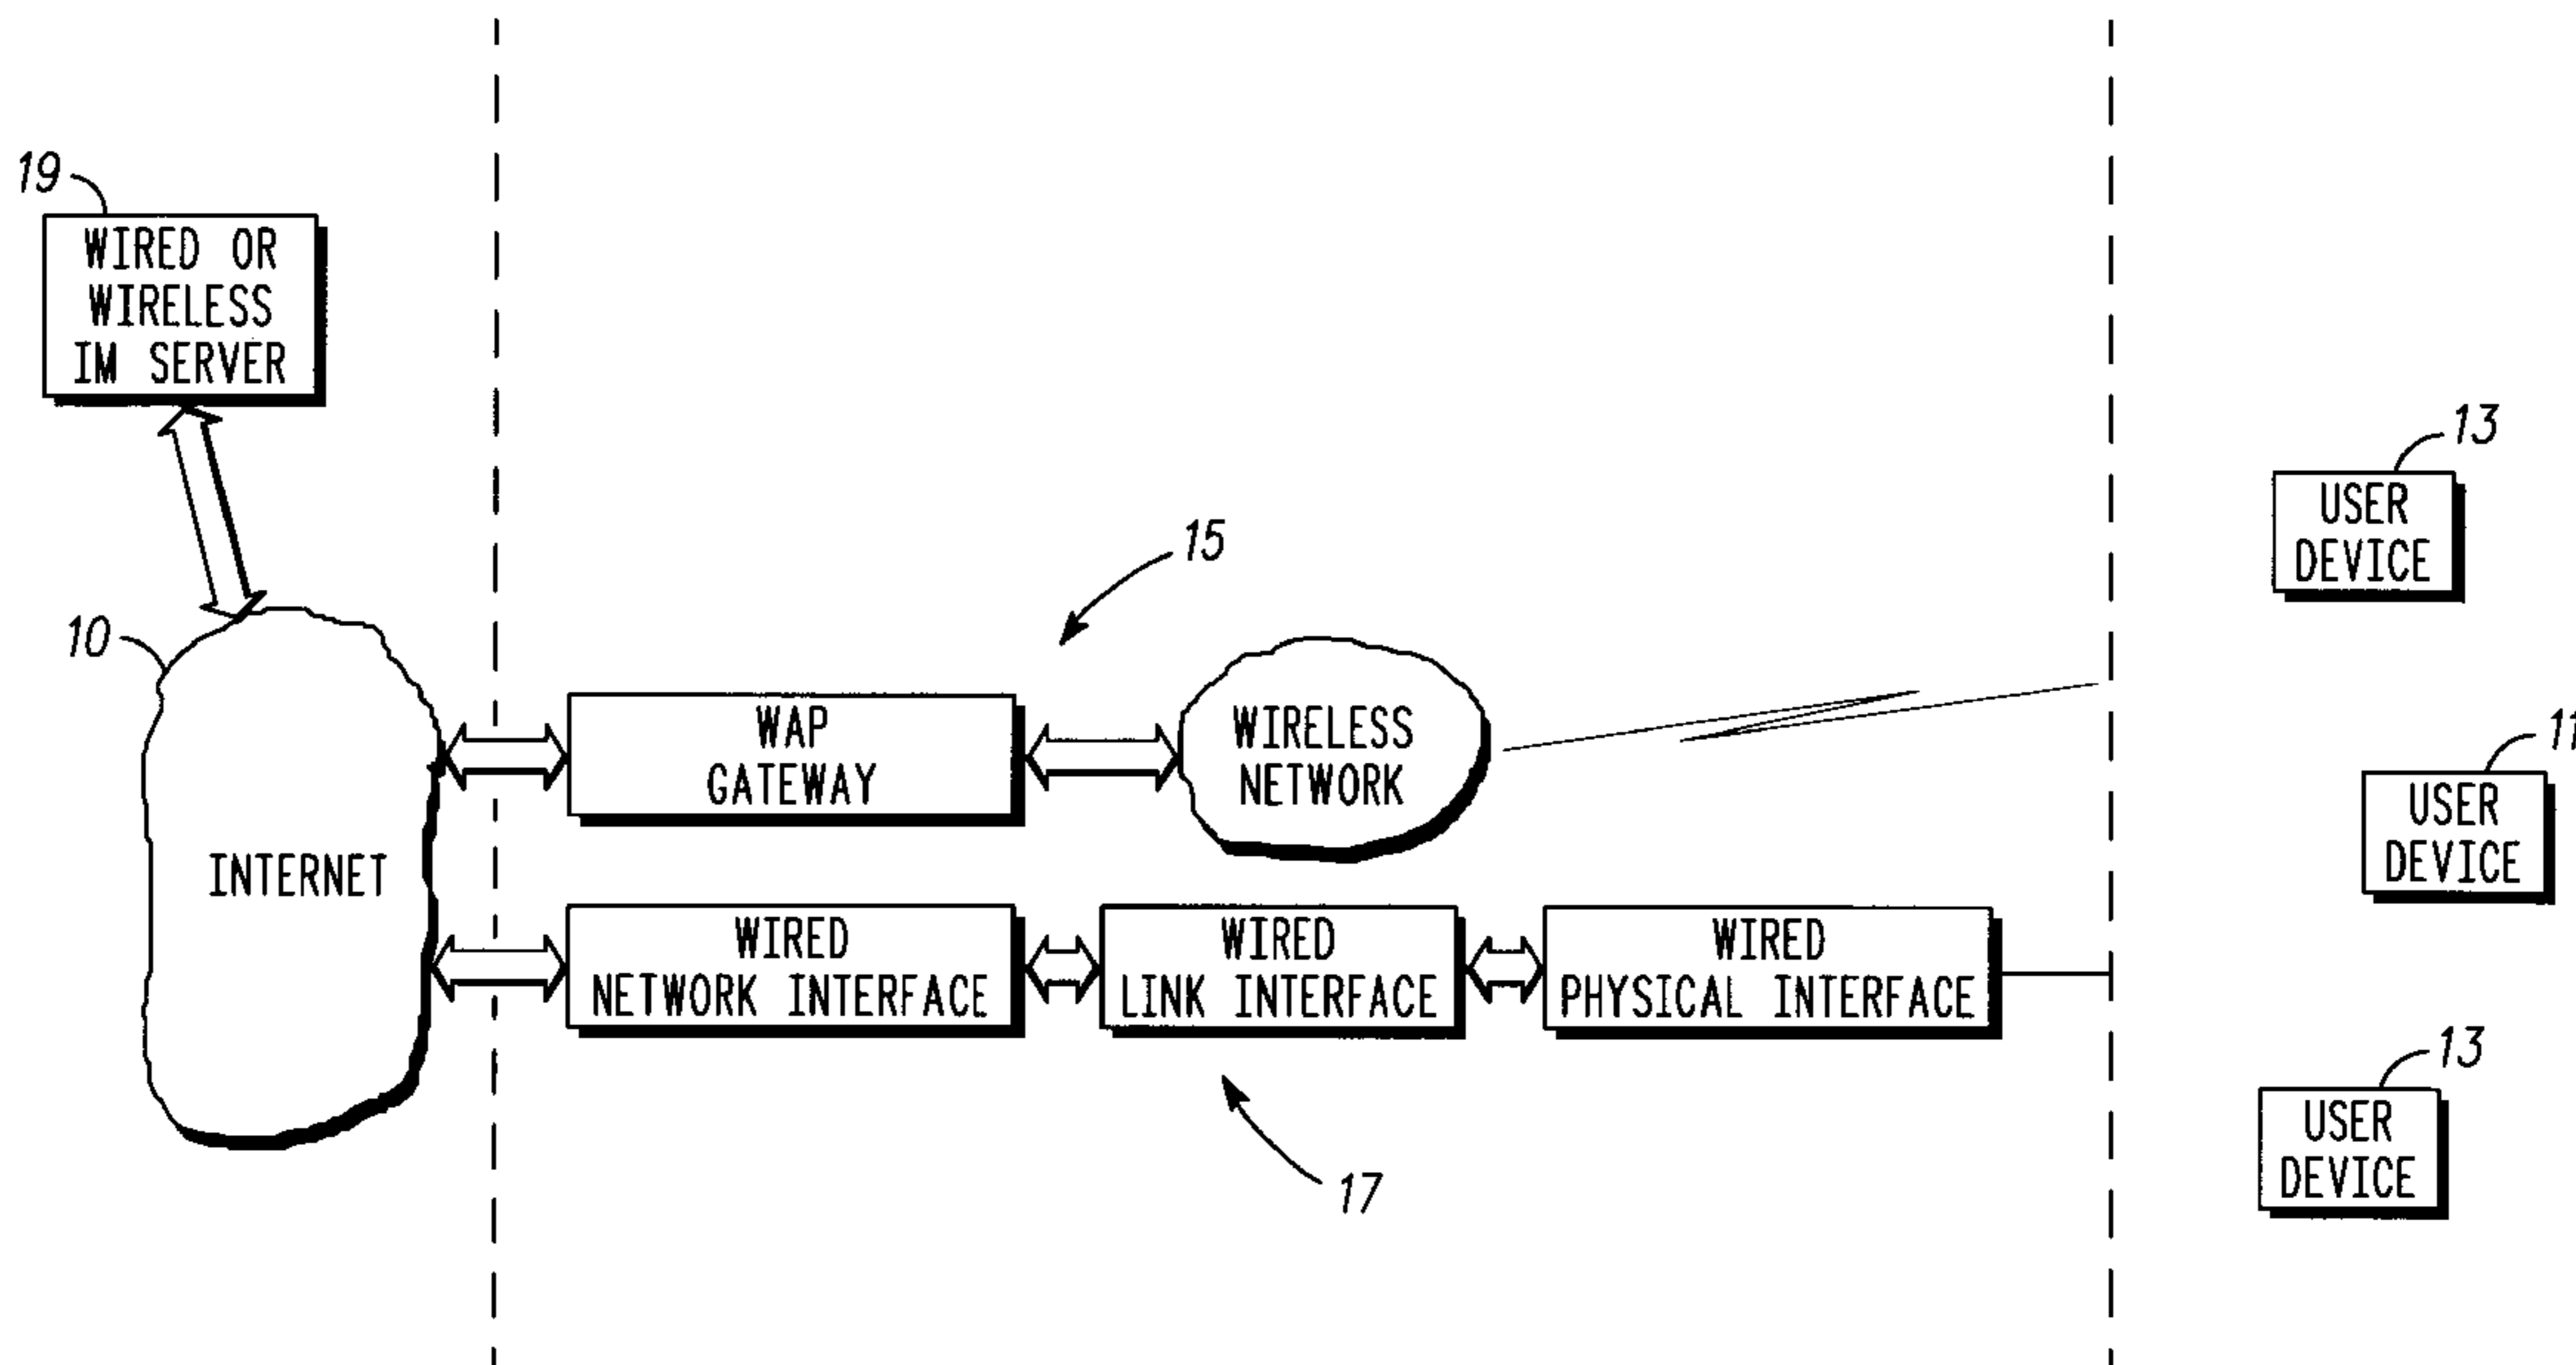 19
WIRED OR
WIRELESS
IM SERVER
13
USER
DEVICE
15
10
WAP
GATEWAY
WIRELESS
NETWORK
11
USER
DEVICE
INTERNET
WIRED
NETWORK INTERFACE
WIRED
LINK INTERFACE
WIRED
PHYSICAL INTERFACE
13
USER
DEVICE
17